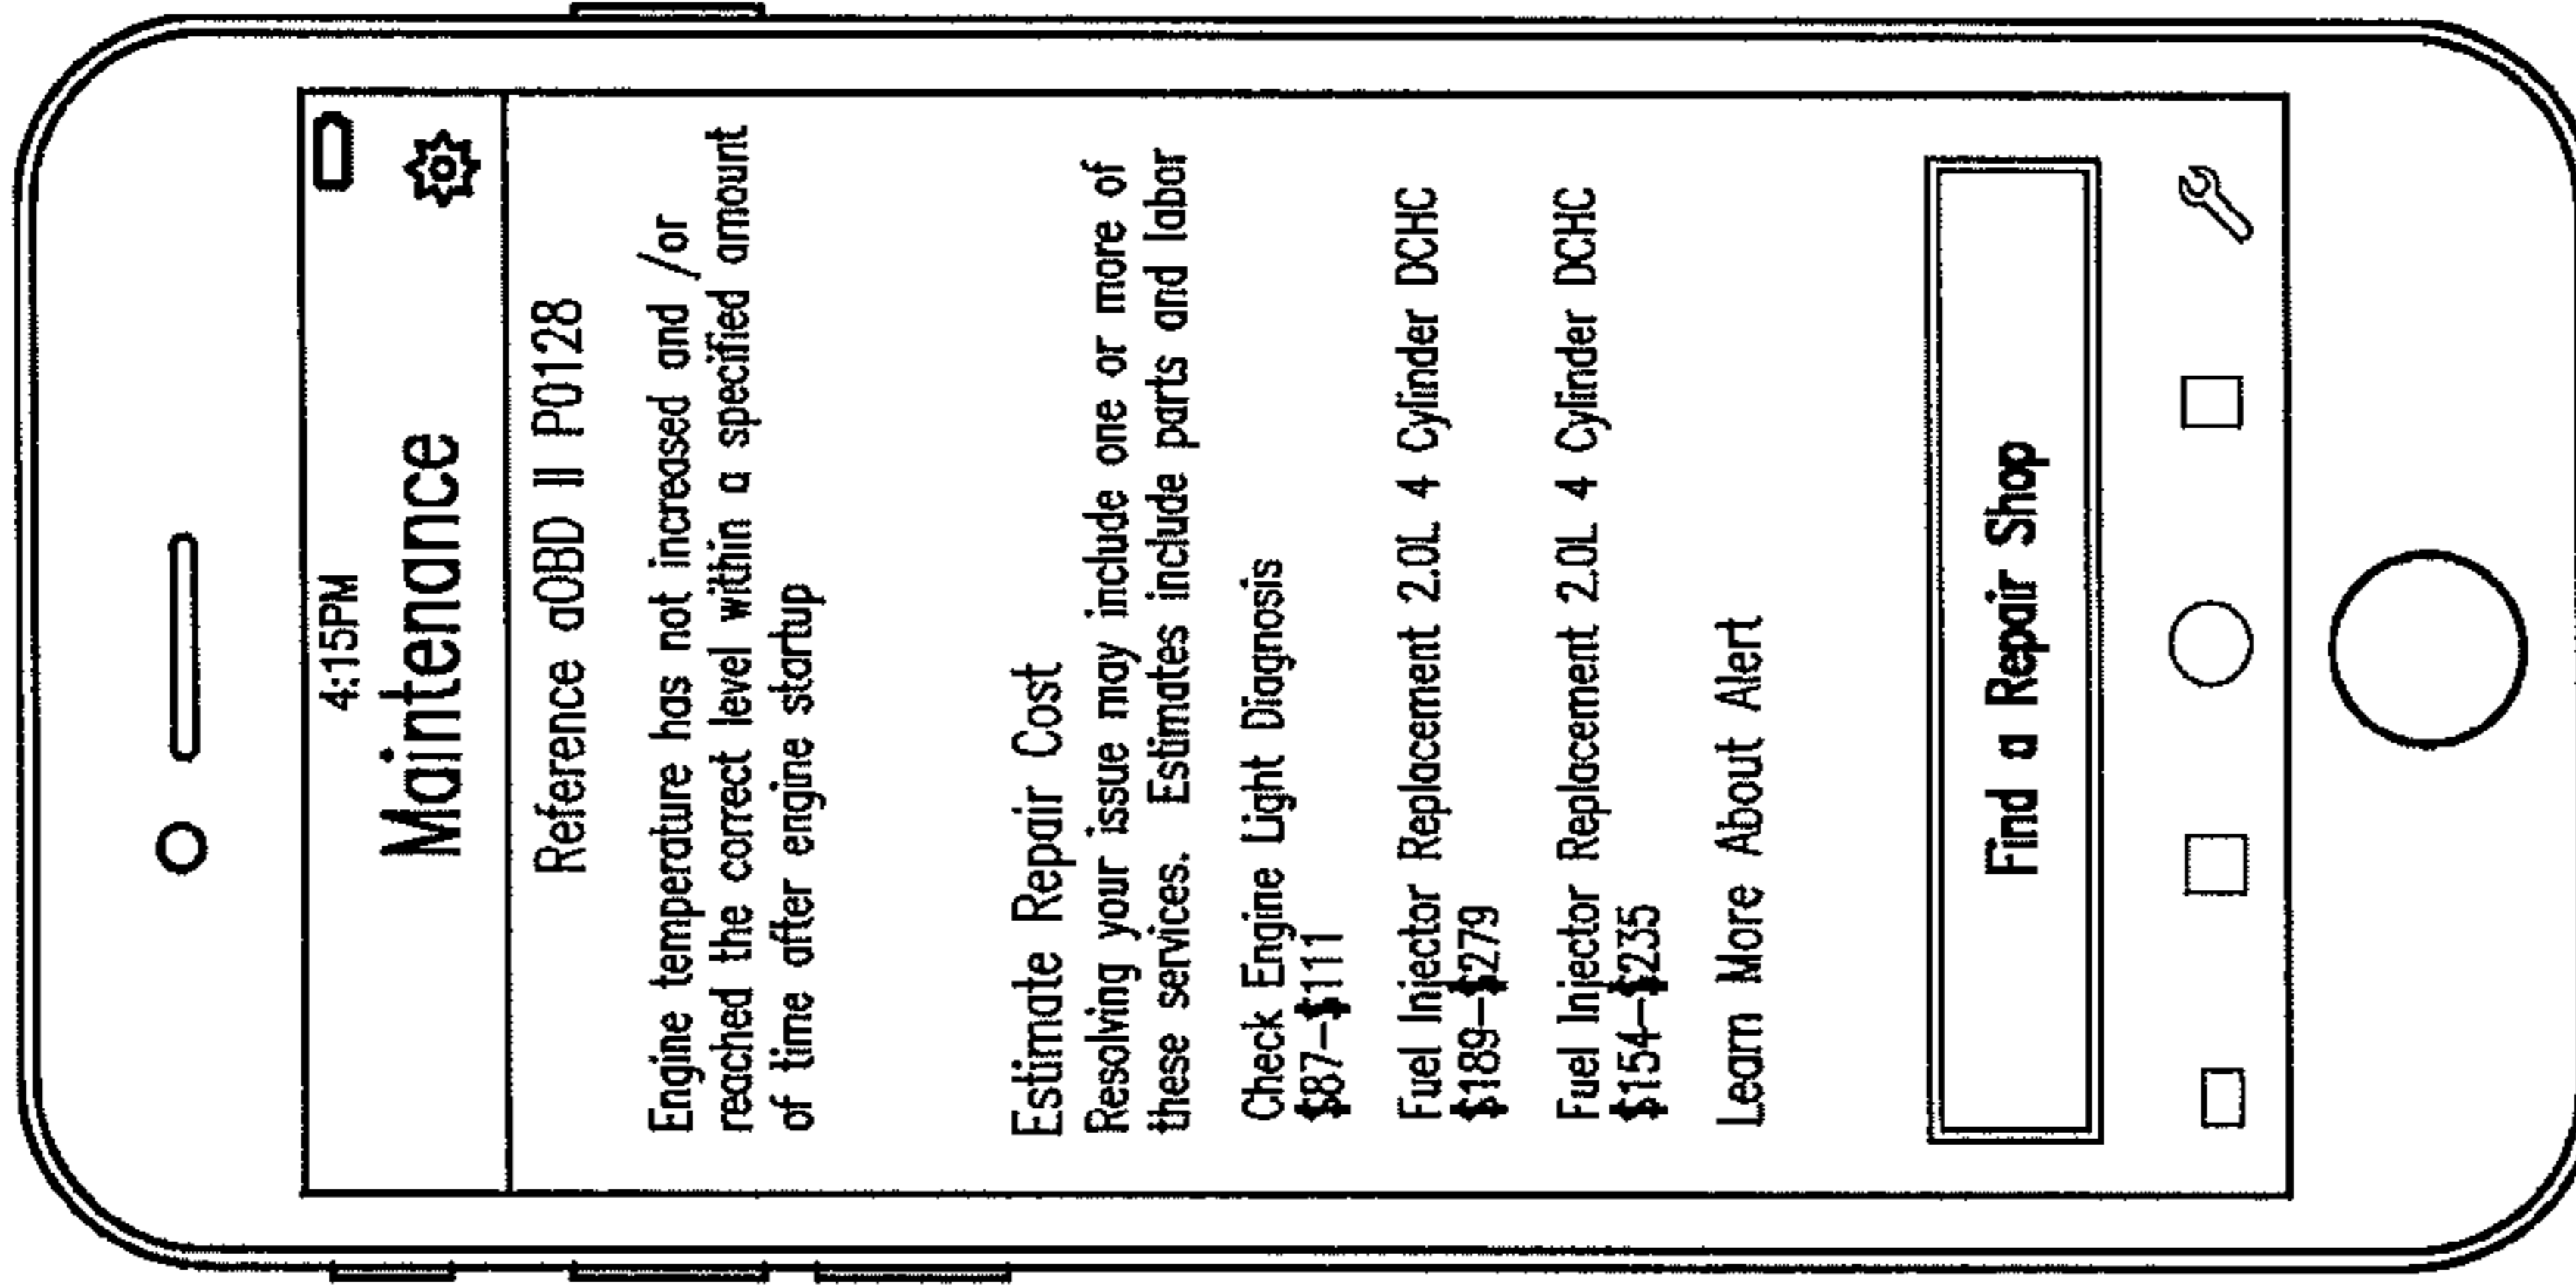 4:15PM
Maintenance
Reference aOBD II P0128
Engine temperature has not increased and /or
reached the correct level within a specified amount
of time after engine startup
Estimate Repair Cost
Resolving your issue may include one or more of
these services. Estimates include parts and labor
Check Engine Light Diagnosis
$87-$111
Fuel Injector Replacement 2.0L 4 Cylinder DCHC
$189-$279
Fuel Injector Replacement 2.0L 4 Cylinder DCHC
$154-$235
Learn More About Alert
Find a Repair Shop